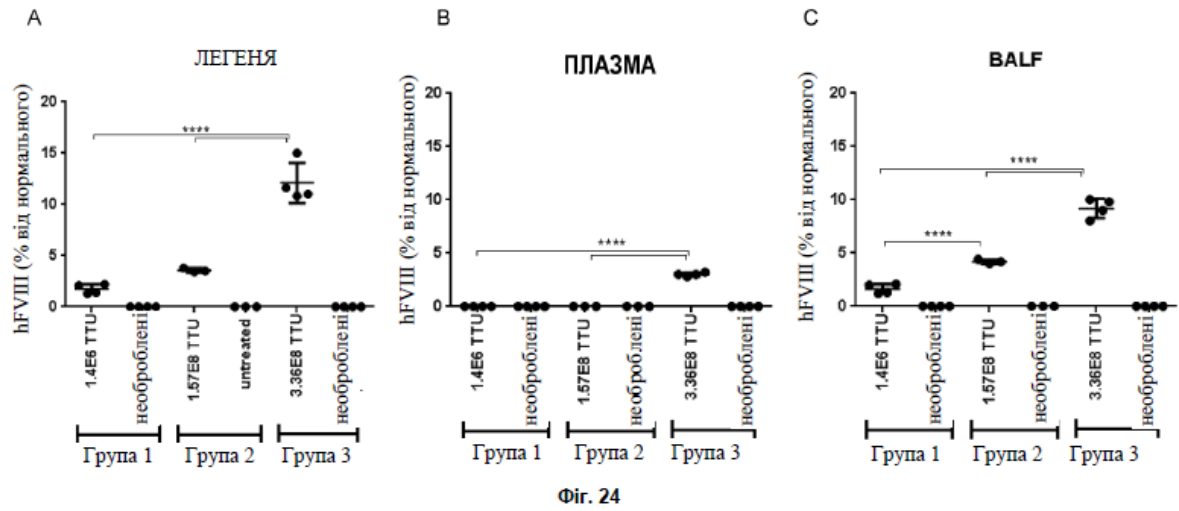 A
ЛЕГЕНЯ
hFVIII (% від нормального)
20
15
10
5
0
****
1.4E6 TTU
необроблені
1.57E8 TTU
untreated
3.36E8 TTU
необроблені
Група 1
Група 2
Група 3
B
ПЛАЗМА
hFVIII (% від нормального)
20
15
10
5
0
****
1.4E6 TTU
необроблені
1.57E8 TTU
необроблені
3.36E8 TTU
необроблені
Група 1
Група 2
Група 3
C
BALF
hFVIII (% від нормального)
20
15
10
5
0
****
****
1.4E6 TTU
необроблені
1.57E8 TTU
необроблені
3.36E8 TTU
необроблені
Група 1
Група 2
Група 3
Фіг. 24